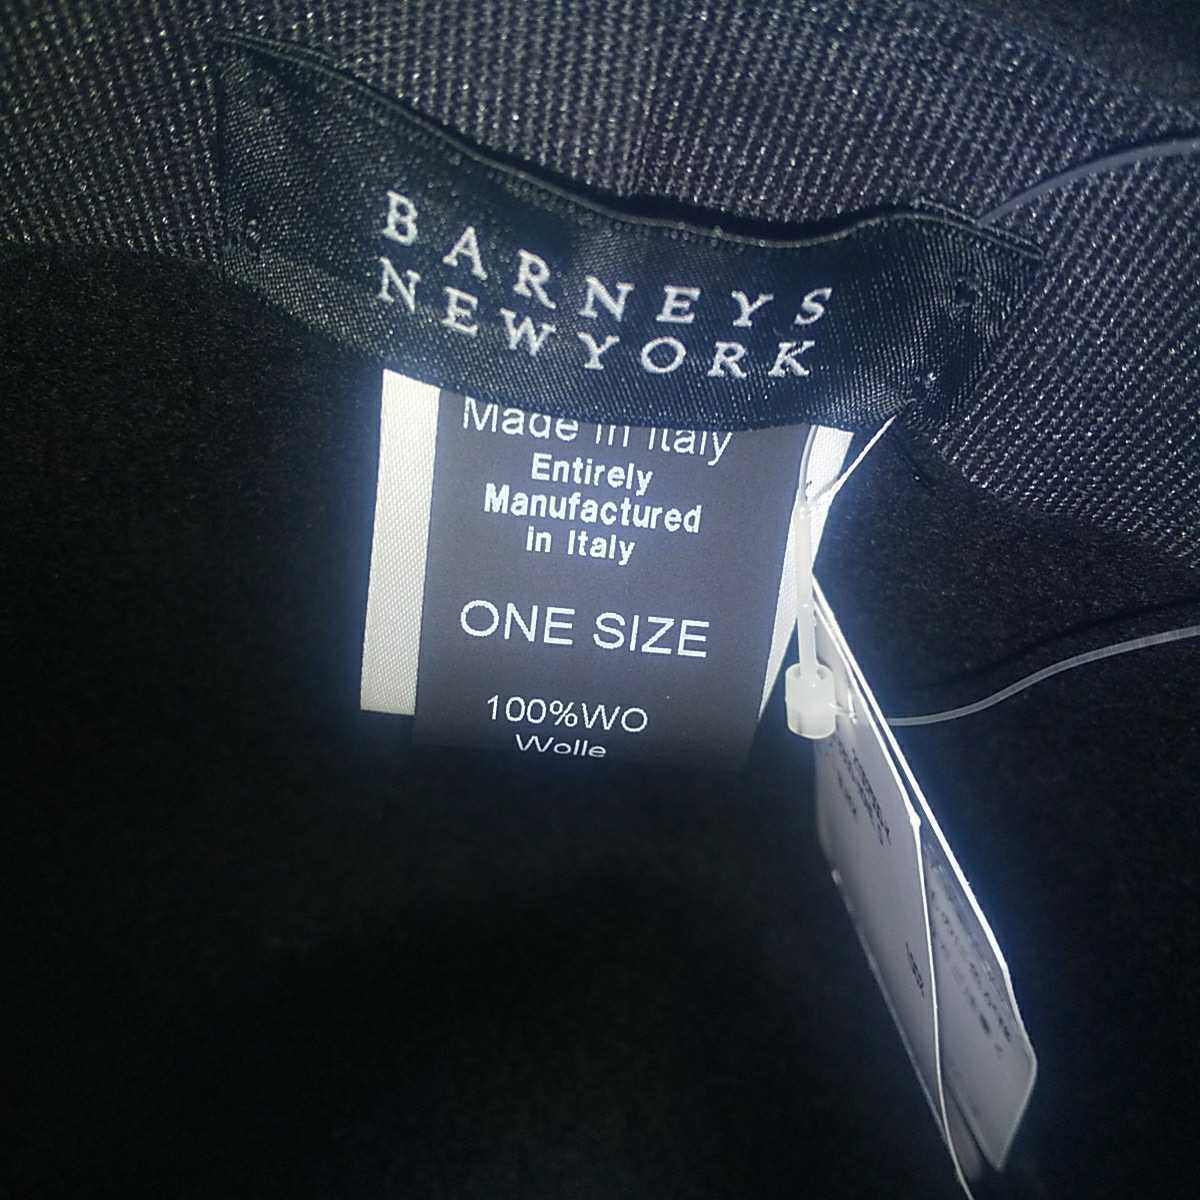 BARNEYS
NEWYORK
Made in Italy
Entirely
Manufactured
in Italy
ONE SIZE
100%WO
Wolle